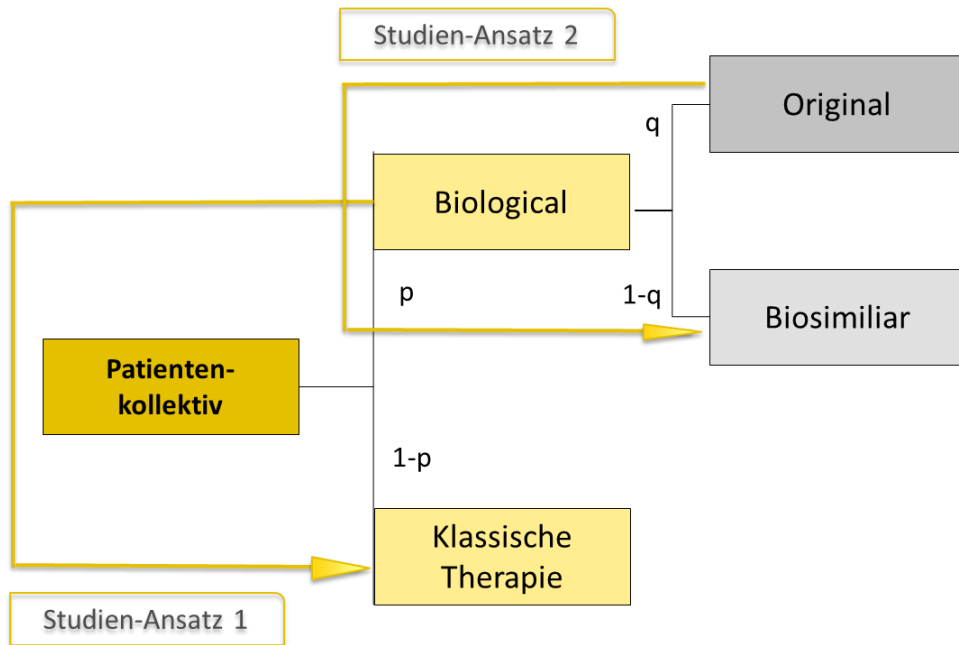 Studien-Ansatz 2
Original
q
Biological
p
1-q
Biosimiliar
Patienten-
kollektiv
1-p
Klassische
Therapie
Studien-Ansatz 1